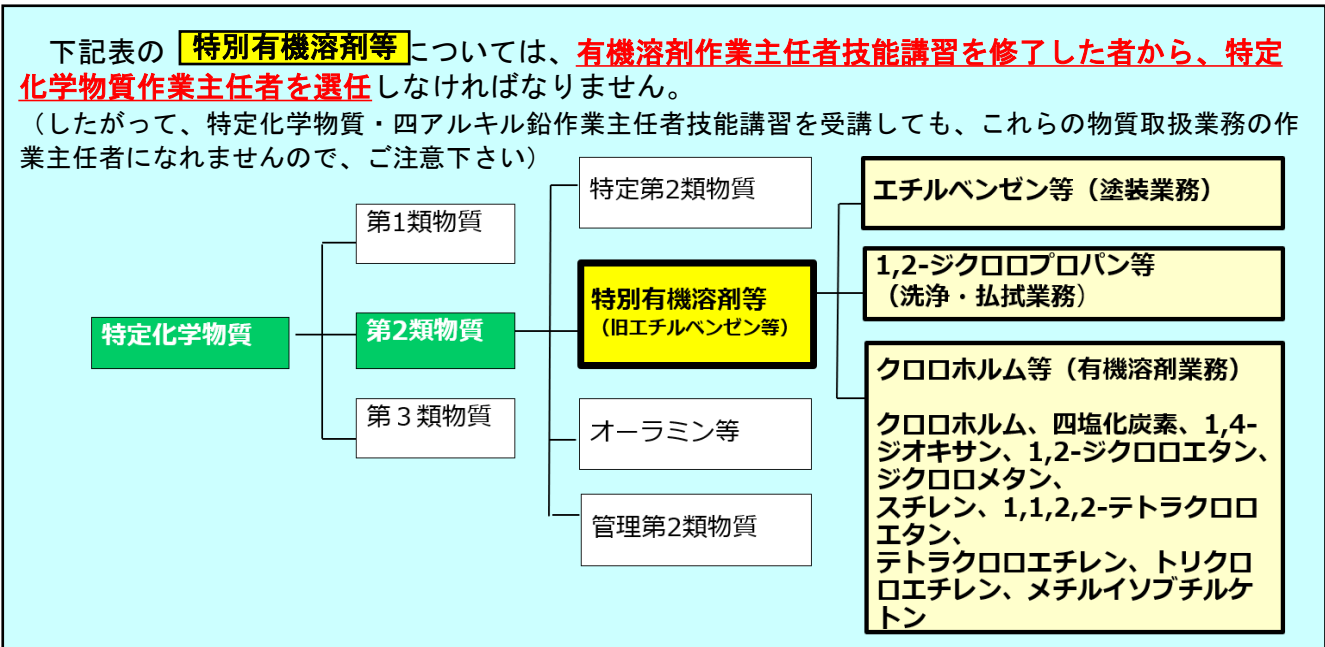 下記表の 特別有機溶剤等 については、有機溶剤作業主任者技能講習を修了した者から、特定
化学物質作業主任者を選任しなければなりません。
（したがって、特定化学物質・四アルキル鉛作業主任者技能講習を受講しても、これらの物質取扱業務の作
業主任者になれませんので、ご注意下さい）
特定化学物質
第1類物質
第2類物質
第３類物質
特定第2類物質
特別有機溶剤等
（旧エチルベンゼン等）
オーラミン等
管理第2類物質
エチルベンゼン等（塗装業務）
1,2-ジクロロプロパン等
（洗浄・払拭業務）
クロロホルム等（有機溶剤業務）
クロロホルム、四塩化炭素、1,4-
ジオキサン、1,2-ジクロロエタン、
ジクロロメタン、
スチレン、1,1,2,2-テトラクロロ
エタン、
テトラクロロエチレン、トリクロ
ロエチレン、メチルイソブチルケ
トン